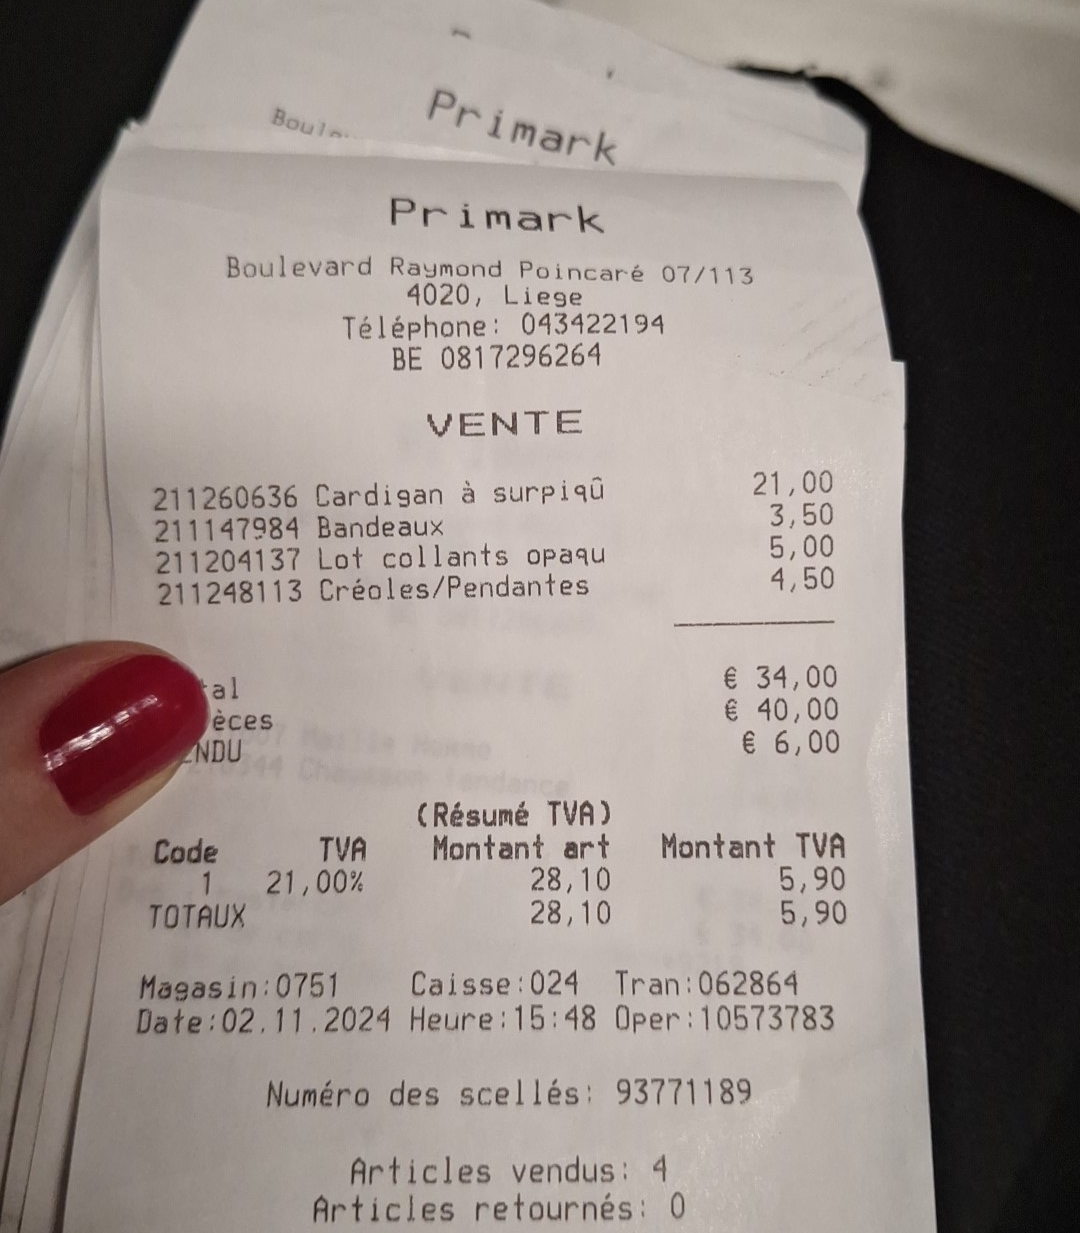 Primark
Primark
Boulevard Raymond Poincaré 07/113
4020, Liege
Téléphone: 043422194
BE 0817296264
VENTE
211260636 Cardigan à surpiqû 21,00
211147984 Bandeaux 3,50
211204137 Lot collants opaqu 5,00
211248113 Créoles/Pendantes 4,50
tal € 34,00
èces € 40,00
NDU € 6,00
(Résumé TVA)
Code TVA Montant art Montant TVA
1 21,00% 28,10 5,90
TOTAUX 28,10 5,90
Magasin:0751 Caisse:024 Tran:062864
Date:02.11.2024 Heure:15:48 Oper:10573783
Numéro des scellés: 93771189
Articles vendus: 4
Articles retournés: 0